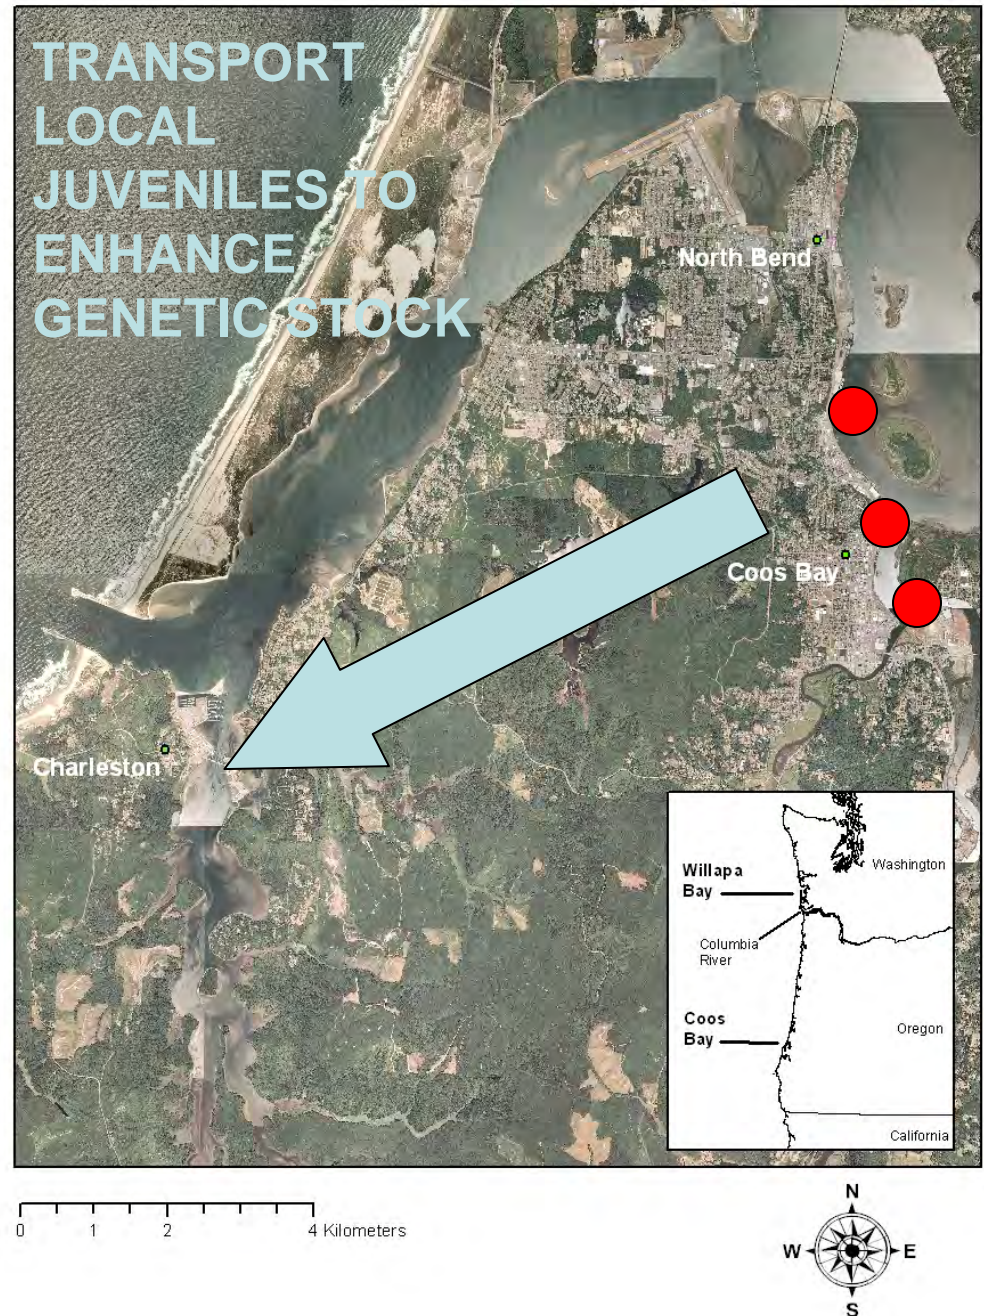 TRANSPORT
LOCAL
JUVENILES TO
ENHANCE
GENETIC STOCK
North Bend
Coos Bay
Charleston
Willapa
Bay
Washington
Columbia
River
Coos
Bay
Oregon
California
0 1 2 4 Kilometers
N
W E
S